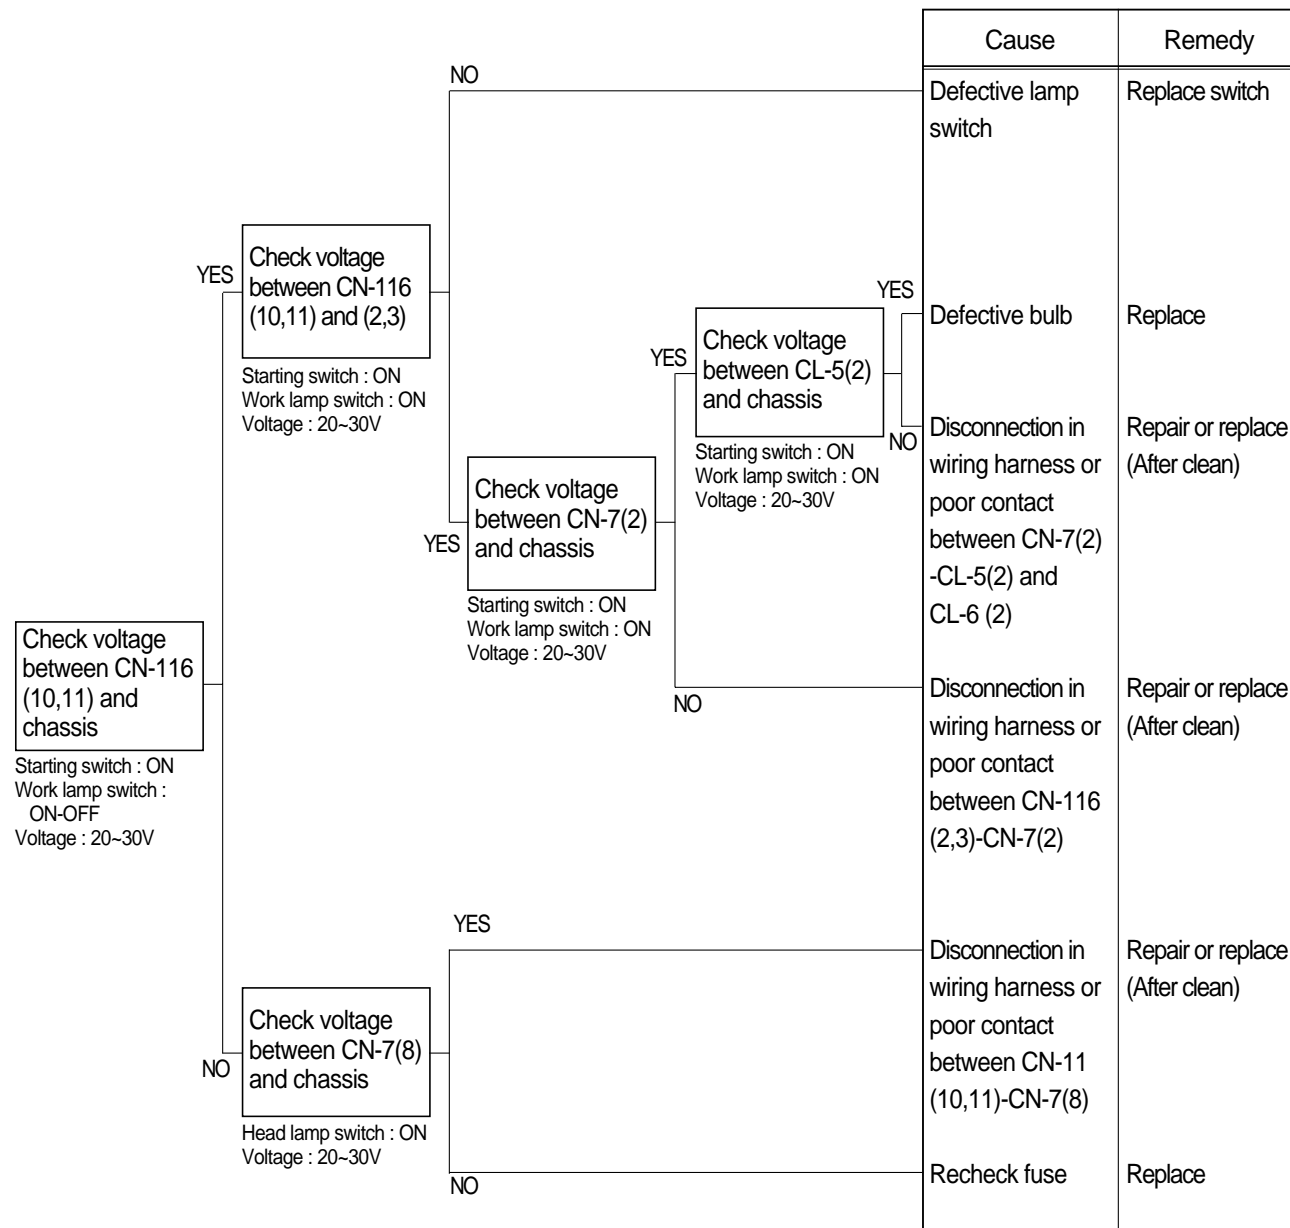 Cause
Remedy
NO
Defective lamp
switch
Replace switch
YES
Check voltage
between CN-116
(10,11) and (2,3)
Starting switch : ON
Work lamp switch : ON
Voltage : 20~30V
YES
Defective bulb
Replace
YES
Check voltage
between CL-5(2)
and chassis
Starting switch : ON
Work lamp switch : ON
Voltage : 20~30V
NO
Disconnection in
wiring harness or
poor contact
between CN-7(2)
-CL-5(2) and
CL-6 (2)
Repair or replace
(After clean)
YES
Check voltage
between CN-7(2)
and chassis
Starting switch : ON
Work lamp switch : ON
Voltage : 20~30V
Check voltage
between CN-116
(10,11) and
chassis
Starting switch : ON
Work lamp switch :
ON-OFF
Voltage : 20~30V
NO
Disconnection in
wiring harness or
poor contact
between CN-116
(2,3)-CN-7(2)
Repair or replace
(After clean)
YES
Disconnection in
wiring harness or
poor contact
between CN-11
(10,11)-CN-7(8)
Repair or replace
(After clean)
NO
Check voltage
between CN-7(8)
and chassis
Head lamp switch : ON
Voltage : 20~30V
NO
Recheck fuse
Replace